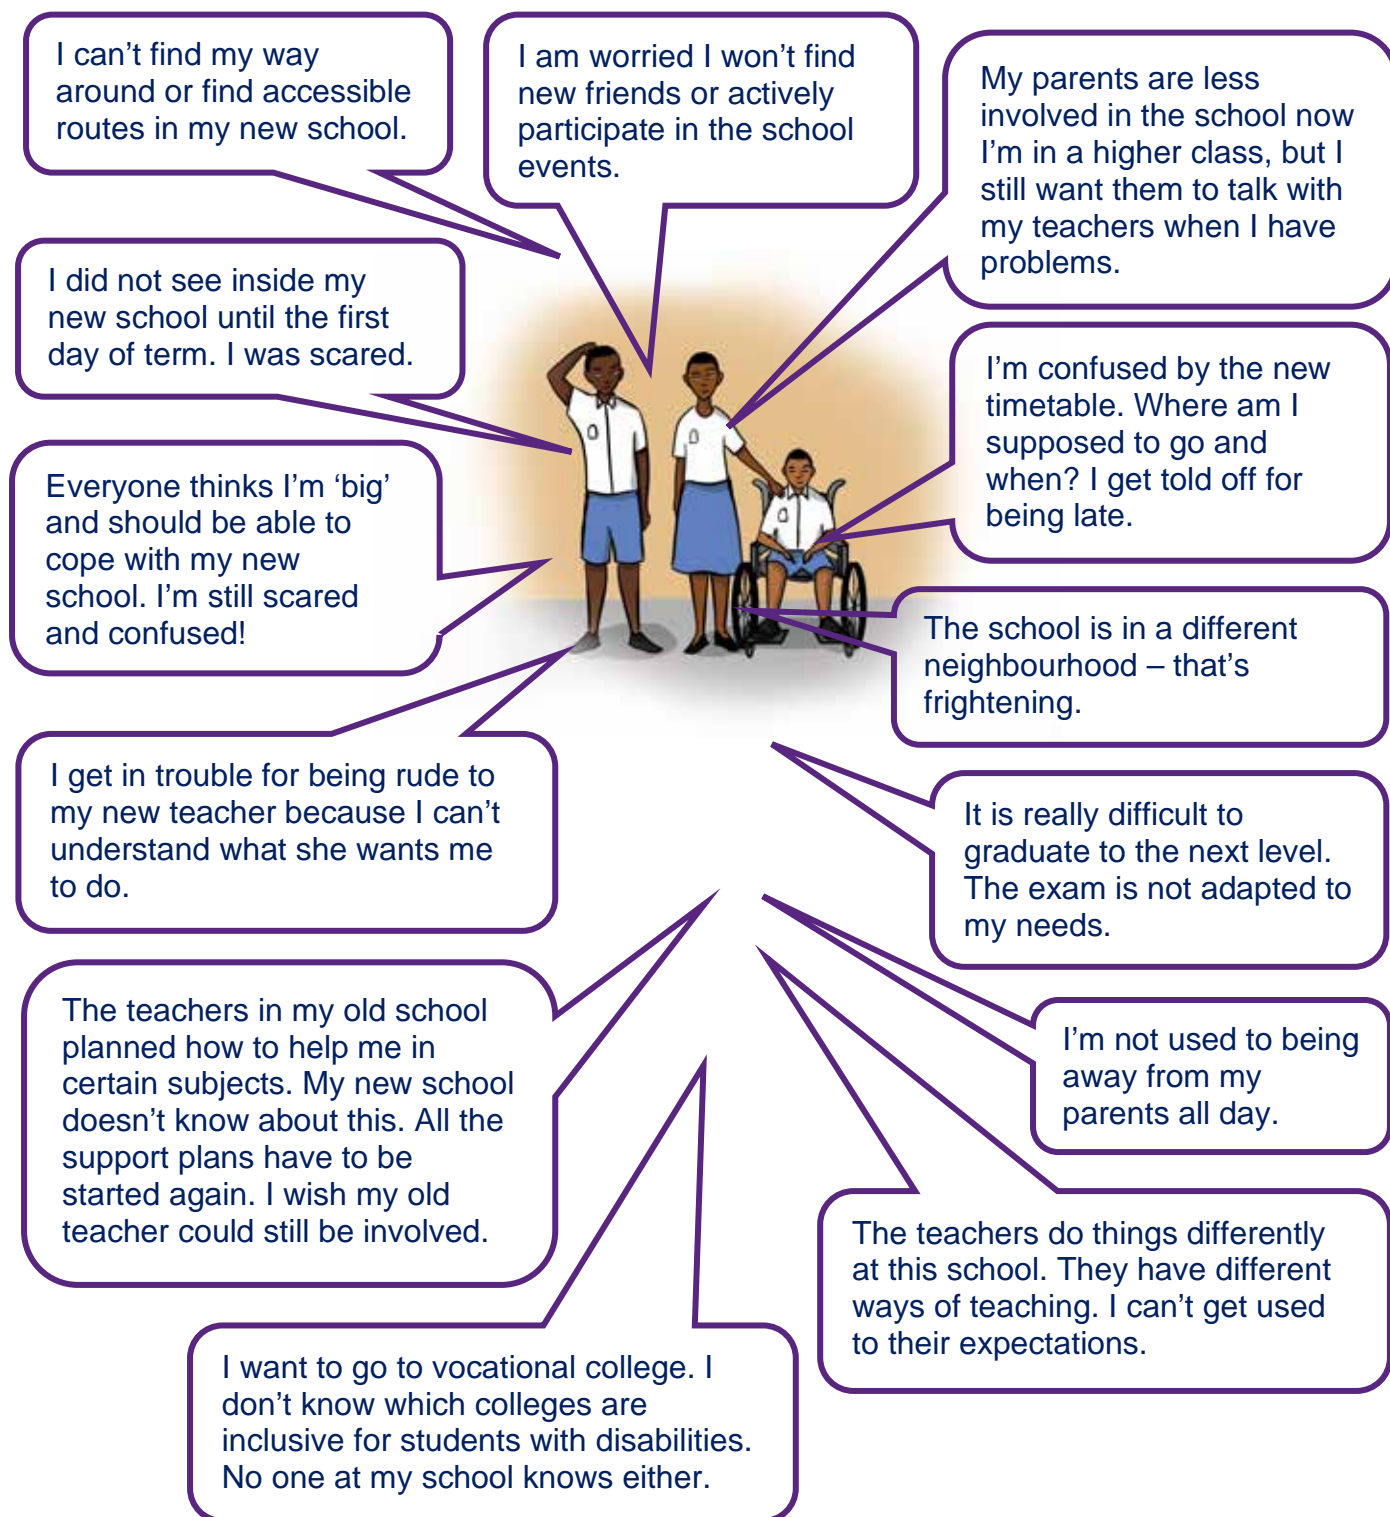 I can't find my way
around or find accessible
routes in my new school.
I am worried I won't find
new friends or actively
participate in the school
events.
My parents are less
involved in the school now
I'm in a higher class, but I
still want them to talk with
my teachers when I have
problems.
I did not see inside my
new school until the first
day of term. I was scared.
I'm confused by the new
timetable. Where am I
supposed to go and
when? I get told off for
being late.
Everyone thinks I'm ‘big’
and should be able to
cope with my new
school. I'm still scared
and confused!
The school is in a different
neighbourhood – that's
frightening.
I get in trouble for being rude to
my new teacher because I can't
understand what she wants me
to do.
It is really difficult to
graduate to the next level.
The exam is not adapted to
my needs.
The teachers in my old school
planned how to help me in
certain subjects. My new school
doesn't know about this. All the
support plans have to be
started again. I wish my old
teacher could still be involved.
I'm not used to being
away from my
parents all day.
The teachers do things differently
at this school. They have different
ways of teaching. I can't get used
to their expectations.
I want to go to vocational college. I
don't know which colleges are
inclusive for students with disabilities.
No one at my school knows either.